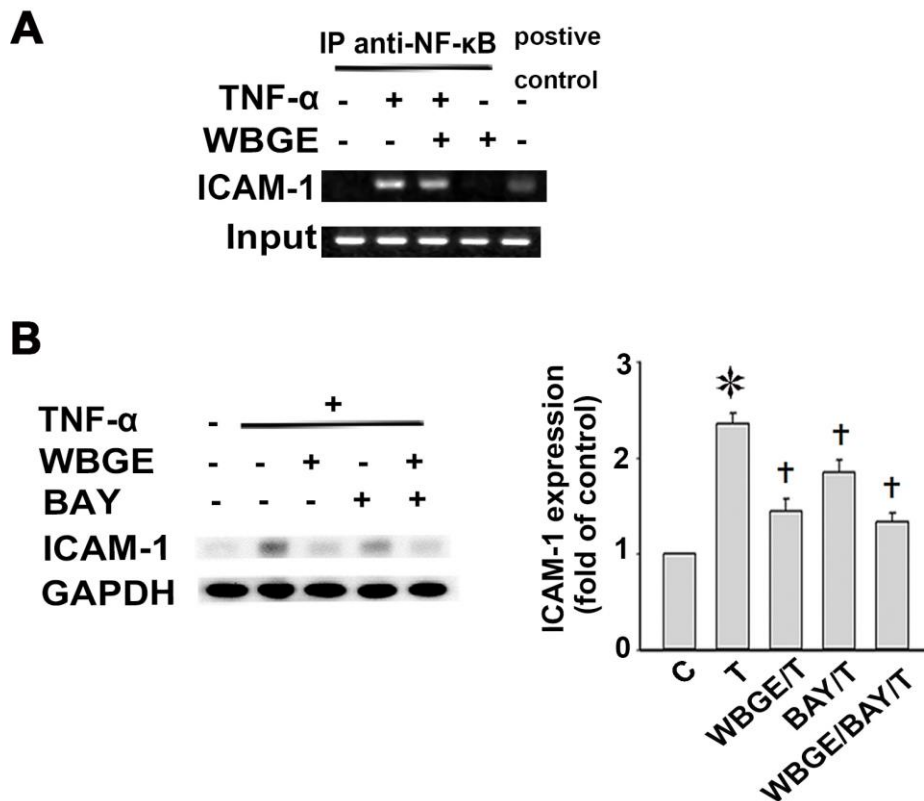 A
IP anti-NF-κB
postive
control
TNF-α - + + - -
WBGE - - + + -
ICAM-1
Input
B
TNF-α - +
WBGE - - + - +
BAY - - - + +
ICAM-1
GAPDH
ICAM-1 expression
(fold of control)
3
2
1
0
*
†
†
†
C
T
WBGE/T
BAY/T
WBGE/BAY/T